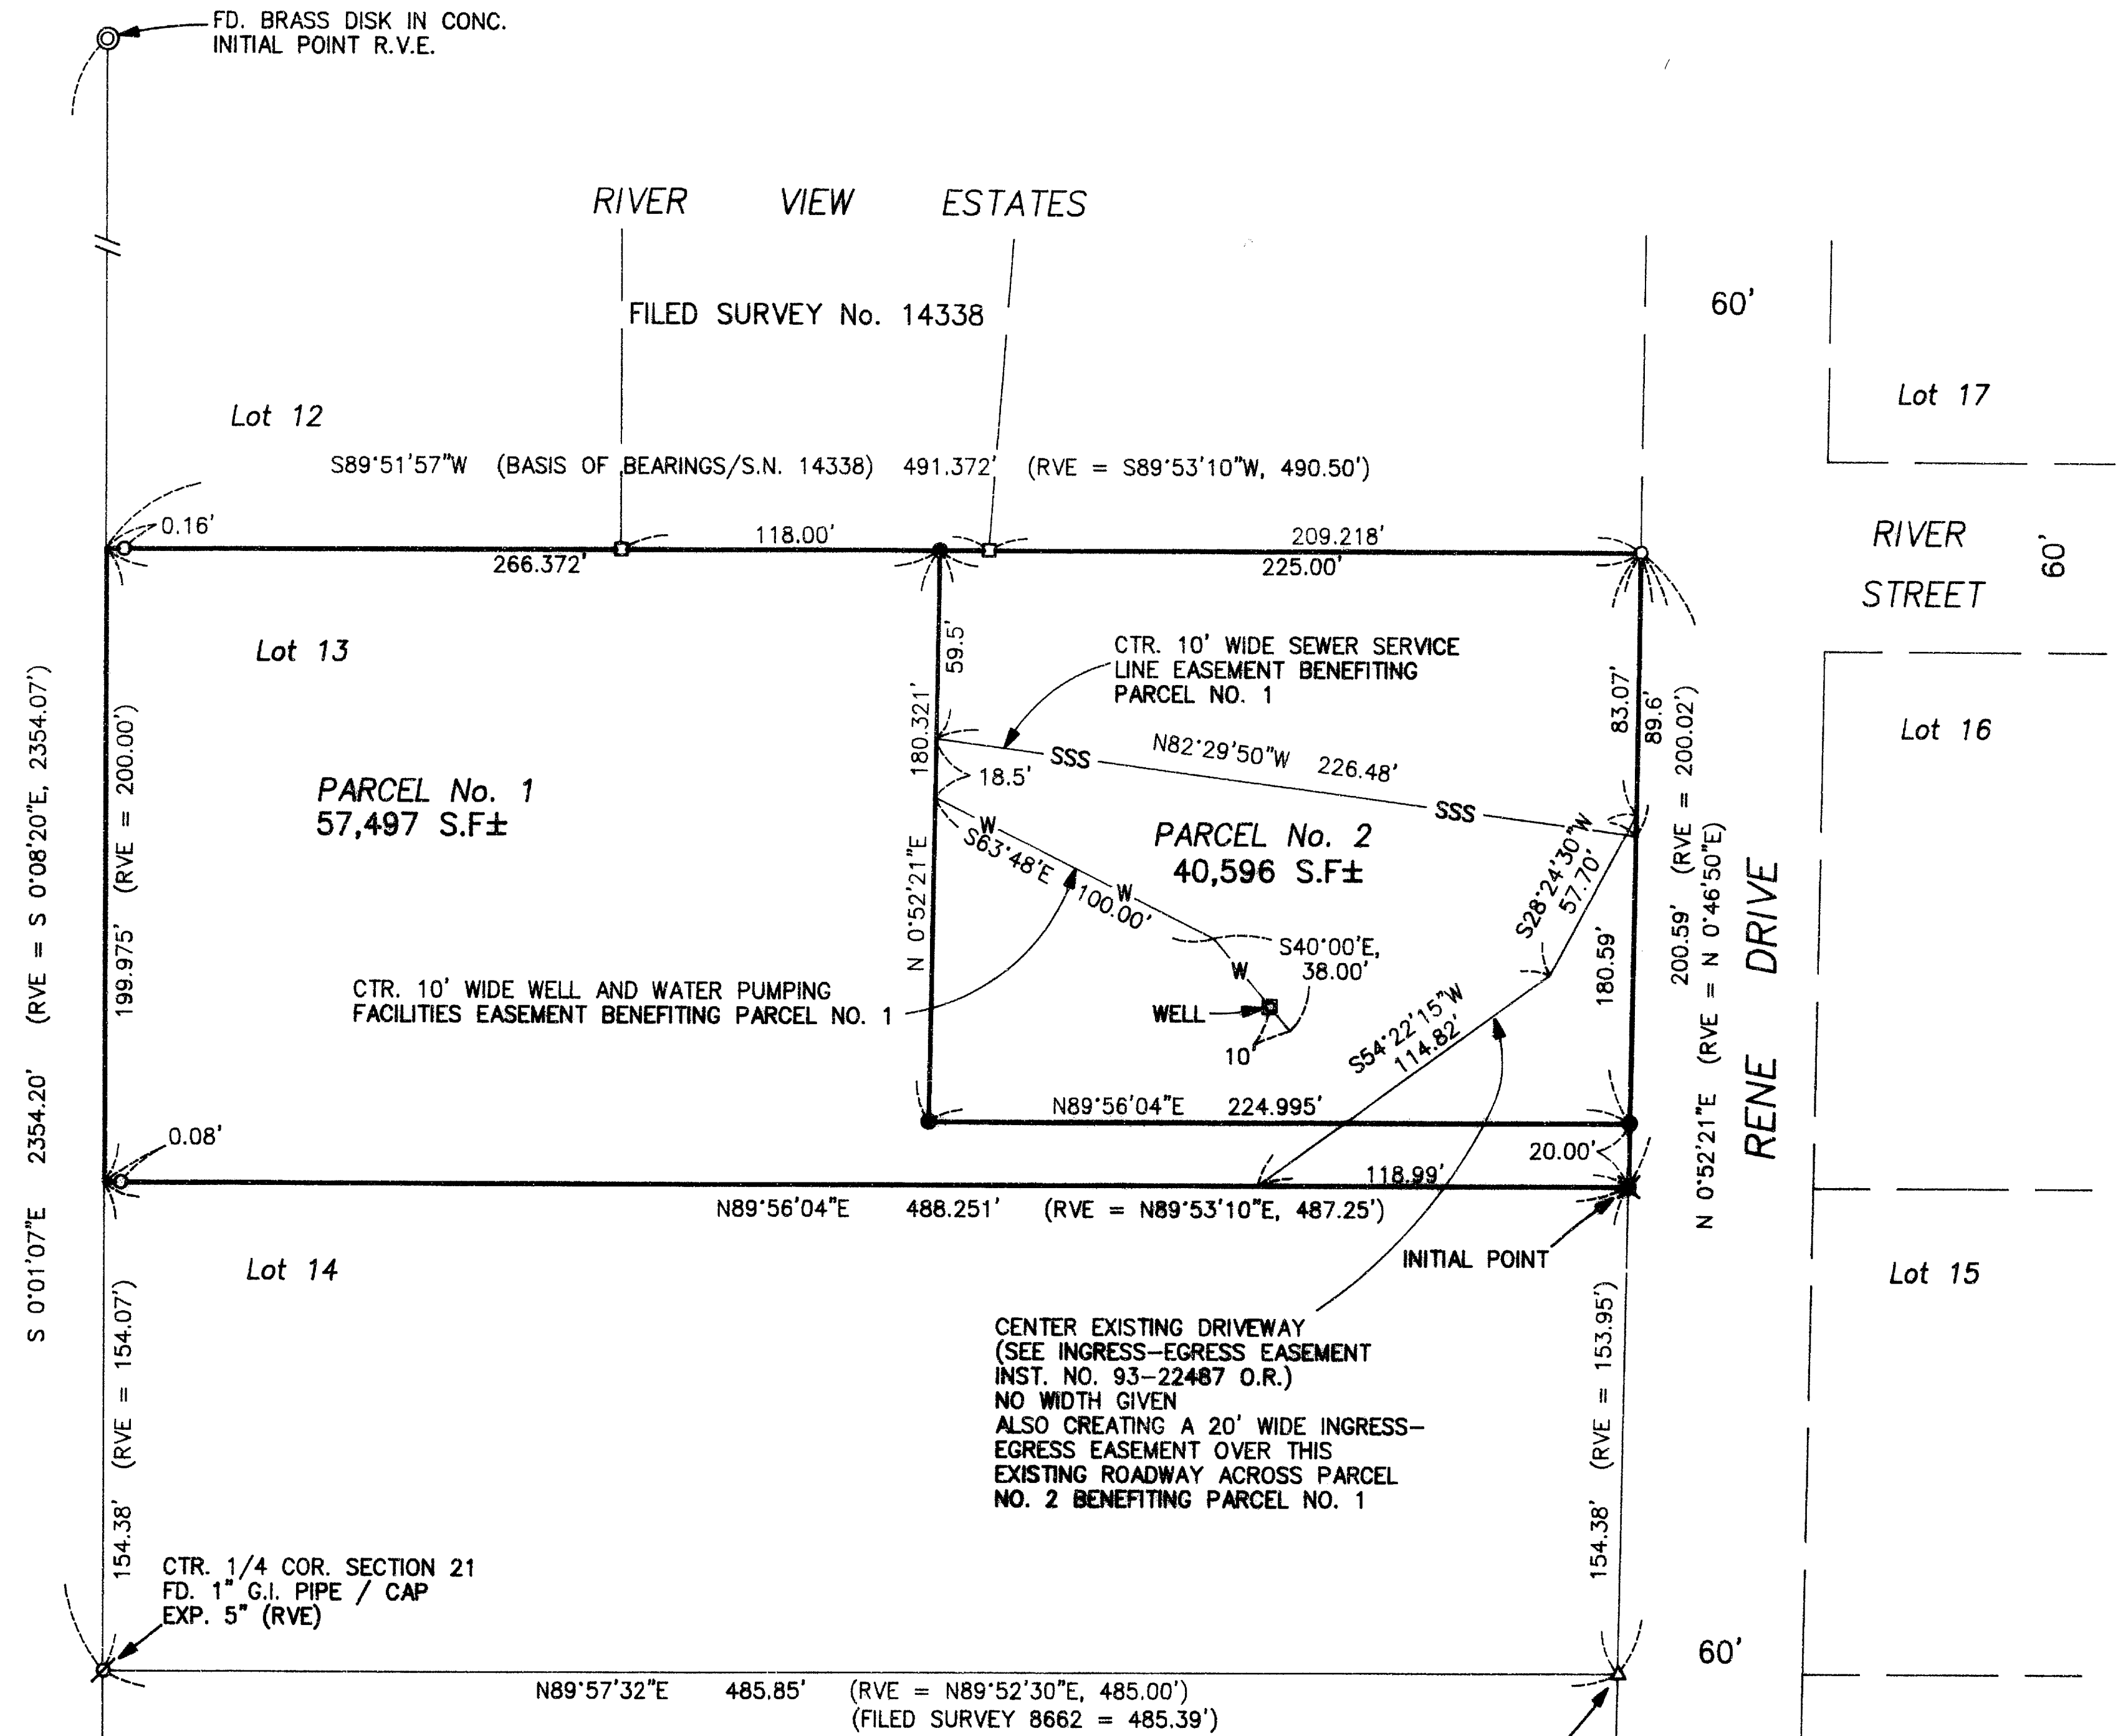 FD. BRASS DISK IN CONC.
INITIAL POINT R.V.E.
RIVER VIEW ESTATES
60'
FILED SURVEY No. 14338
Lot 17
Lot 12
S89°51'57"W (BASIS OF BEARINGS/S.N. 14338) 491.372' (RVE = S89°53'10"W, 490.50')
0.16'
118.00'
209.218'
266.372'
225.00'
RIVER
STREET
60'
Lot 13
59.5'
CTR. 10' WIDE SEWER SERVICE
LINE EASEMENT BENEFITING
PARCEL NO. 1
83.07'
89.6'
Lot 16
180.321'
SSS
N82°29'50"W 226.48'
SSS
18.5'
PARCEL No. 1
57,497 S.F±
W
S63°48'E
100.00'
W
PARCEL No. 2
40,596 S.F±
S28°24'30"W
57.70'
N 0°52'21"E
S40°00'E,
38.00'
W
WELL
10'
S54°22'15"W
114.82'
180.59'
200.59' (RVE = 200.02')
N 0°52'21"E (RVE = N 0°46'50"E)
RENE DRIVE
199.975' (RVE = 200.00')
S 0°01'07"E 2354.20' (RVE = S 0°08'20"E, 2354.07')
CTR. 10' WIDE WELL AND WATER PUMPING
FACILITIES EASEMENT BENEFITING PARCEL NO. 1
N89°56'04"E 224.995'
0.08'
20.00'
118.99'
N89°56'04"E 488.251' (RVE = N89°53'10"E, 487.25')
INITIAL POINT
Lot 14
Lot 15
CENTER EXISTING DRIVEWAY
(SEE INGRESS-EGRESS EASEMENT
INST. NO. 93-22487 O.R.)
NO WIDTH GIVEN
ALSO CREATING A 20' WIDE INGRESS-
EGRESS EASEMENT OVER THIS
EXISTING ROADWAY ACROSS PARCEL
NO. 2 BENEFITING PARCEL NO. 1
154.38' (RVE = 154.07')
154.38' (RVE = 153.95')
CTR. 1/4 COR. SECTION 21
FD. 1" G.I. PIPE / CAP
EXP. 5" (RVE)
60'
N89°57'32"E 485.85' (RVE = N89°52'30"E, 485.00')
(FILED SURVEY 8662 = 485.39')